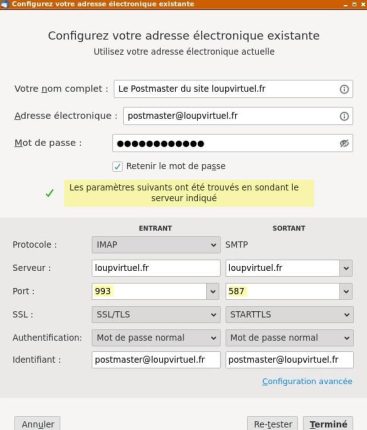 Configurez votre adresse électronique existante
Configurez votre adresse électronique existante
Utilisez votre adresse électronique actuelle
Votre nom complet : Le Postmaster du site loupvirtuel.fr
Adresse électronique : postmaster@loupvirtuel.fr
Mot de passe : ●●●●●●●●●●●●
Retenir le mot de passe
Les paramètres suivants ont été trouvés en sondant le
serveur indiqué
ENTRANT SORTANT
Protocole : IMAP SMTP
Serveur : loupvirtuel.fr loupvirtuel.fr
Port : 993 587
SSL : SSL/TLS STARTTLS
Authentification: Mot de passe normal Mot de passe normal
Identifiant : postmaster@loupvirtuel.fr postmaster@loupvirtuel.fr
Configuration avancée
Annuler Re-tester Terminé